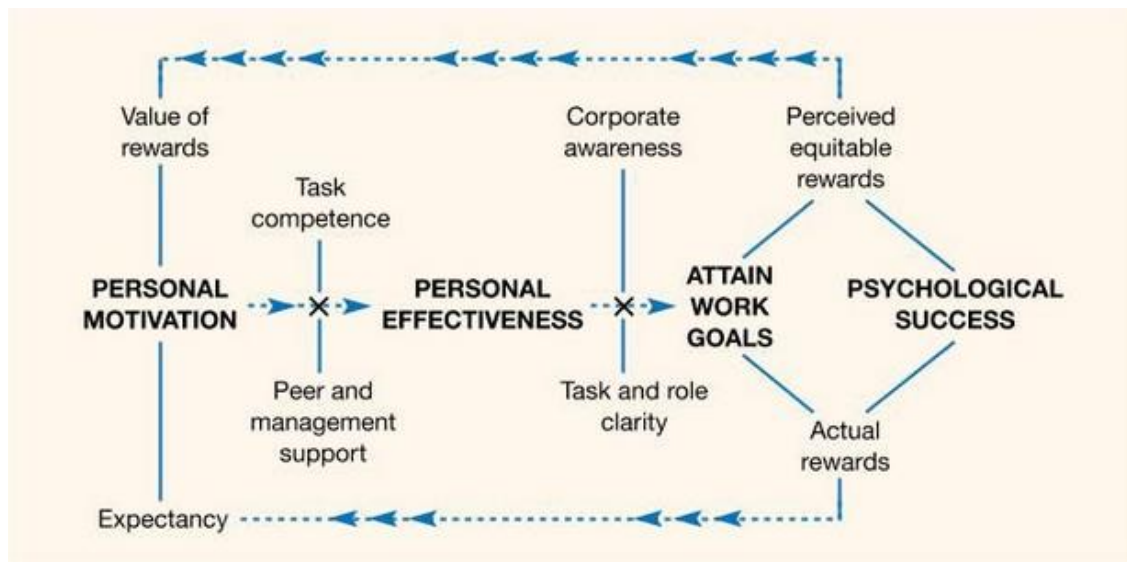 Value of
rewards
Task
competence
Corporate
awareness
Perceived
equitable
rewards
PERSONAL
MOTIVATION
PERSONAL
EFFECTIVENESS
ATTAIN
WORK
GOALS
PSYCHOLOGICAL
SUCCESS
Peer and
management
support
Task and role
clarity
Actual
rewards
Expectancy